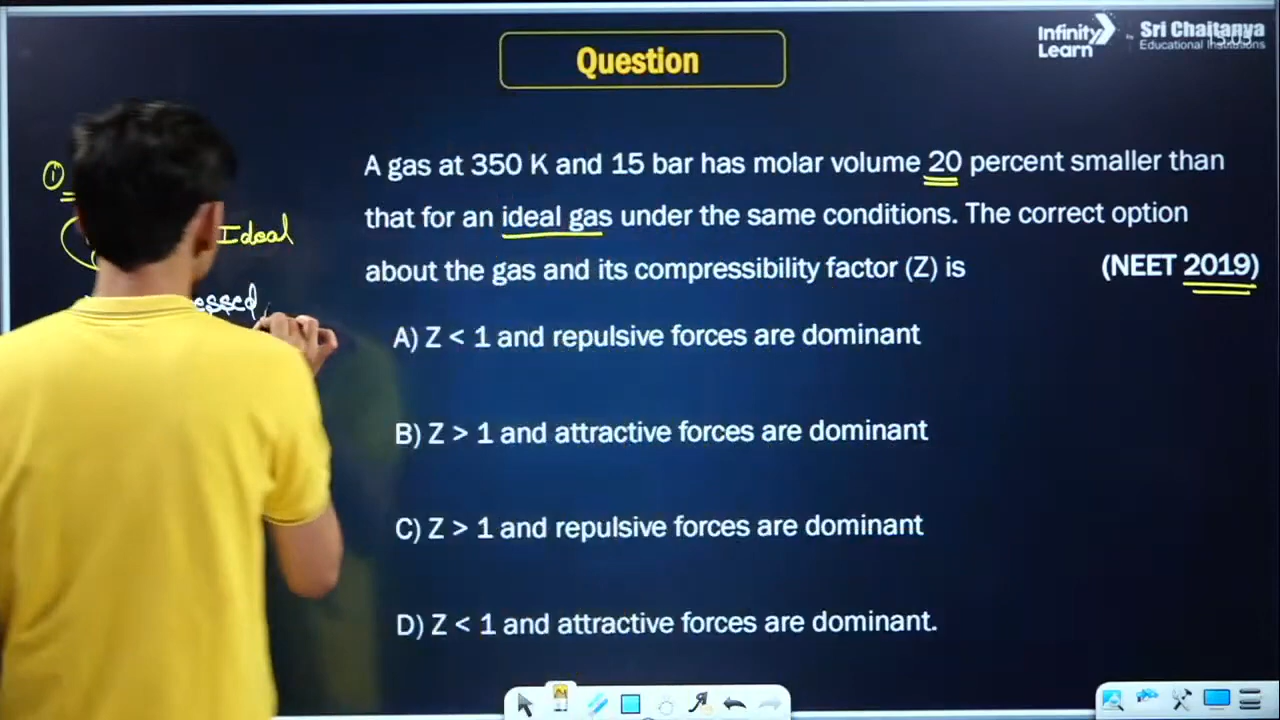 Infinity Learn
by Sri Chaitanya
Educational Institutions
Question
①
Ideal
A gas at 350 K and 15 bar has molar volume 20 percent smaller than
that for an ideal gas under the same conditions. The correct option
about the gas and its compressibility factor (Z) is
(NEET 2019)
A) Z < 1 and repulsive forces are dominant
B) Z > 1 and attractive forces are dominant
C) Z > 1 and repulsive forces are dominant
D) Z < 1 and attractive forces are dominant.